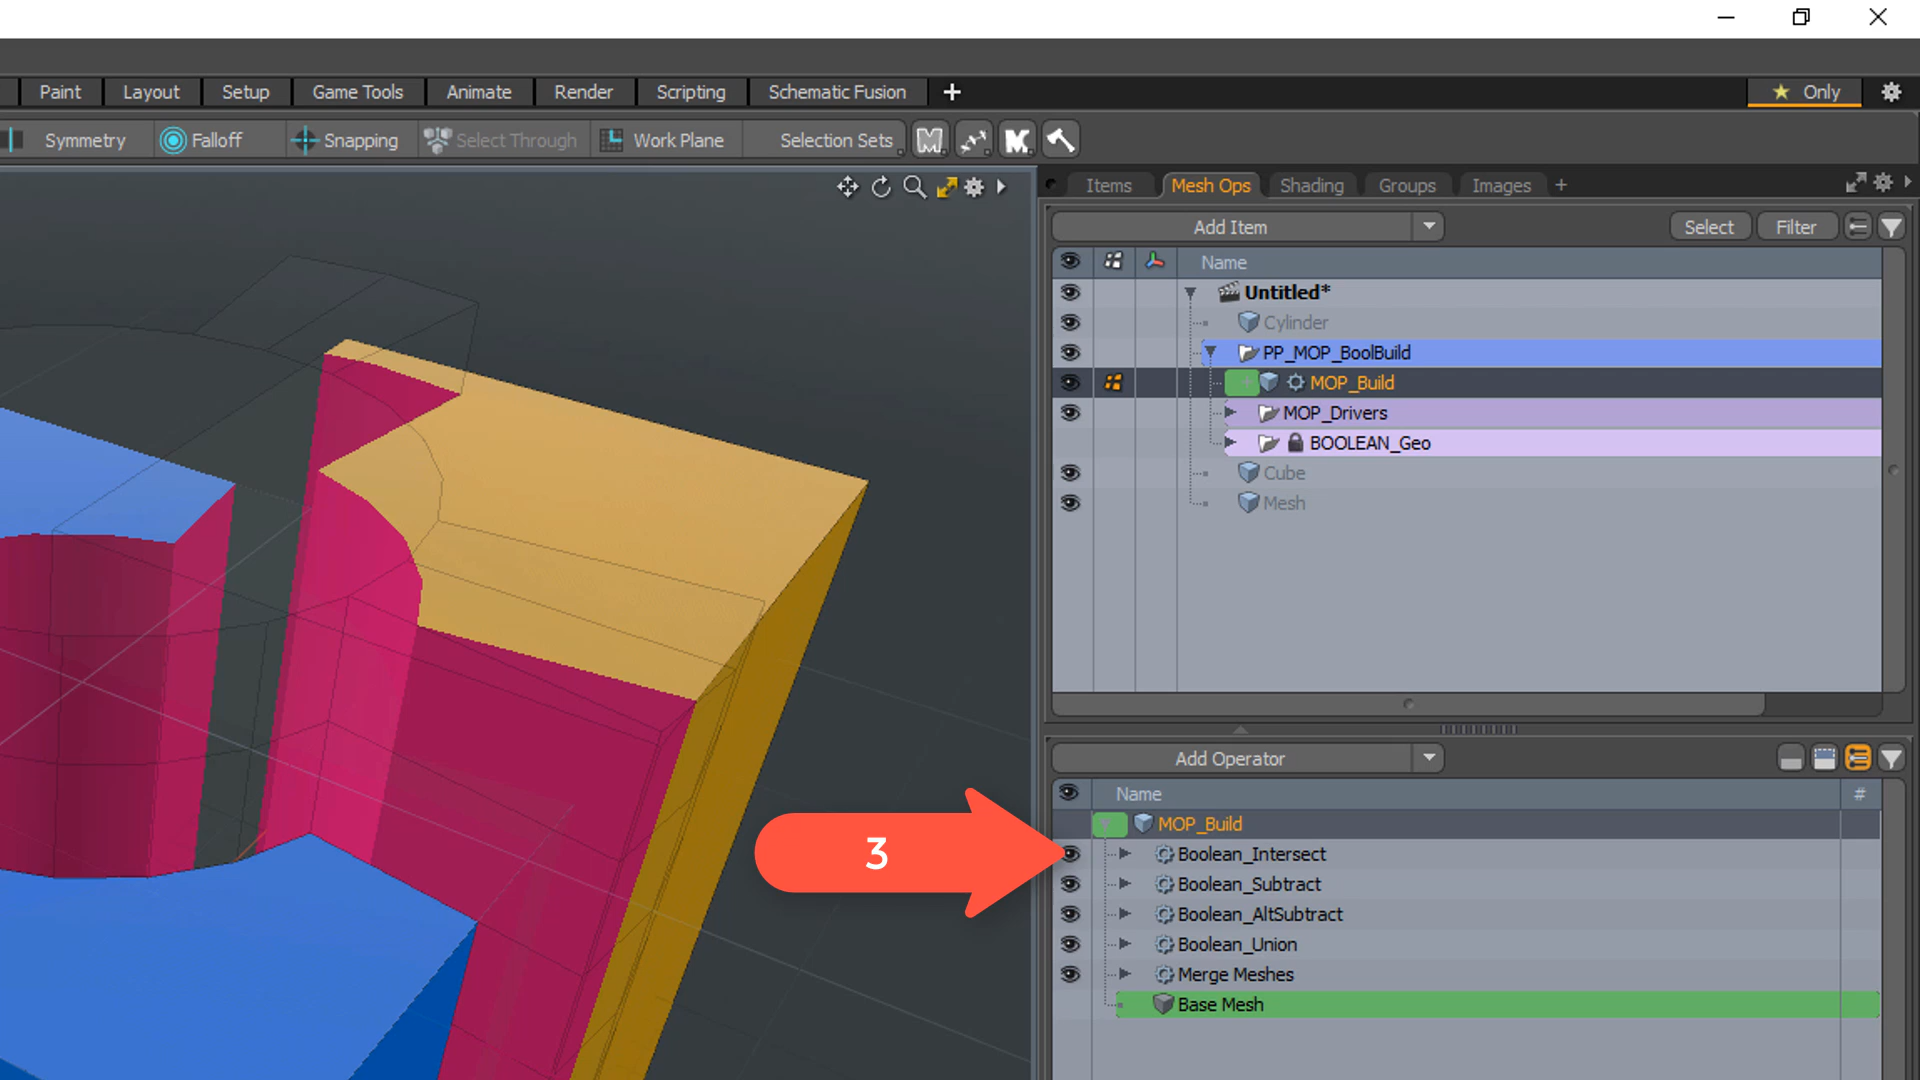 Paint Layout Setup Game Tools Animate Render Scripting Schematic Fusion + Only
Symmetry Falloff Snapping Select Through Work Plane Selection Sets
Items Mesh Ops Shading Groups Images +
Add Item Select Filter
Name
Untitled*
Cylinder
PP_MOP_BoolBuild
MOP_Build
MOP_Drivers
BOOLEAN_Geo
Cube
Mesh
Add Operator
Name #
MOP_Build
3
Boolean_Intersect
Boolean_Subtract
Boolean_AltSubtract
Boolean_Union
Merge Meshes
Base Mesh